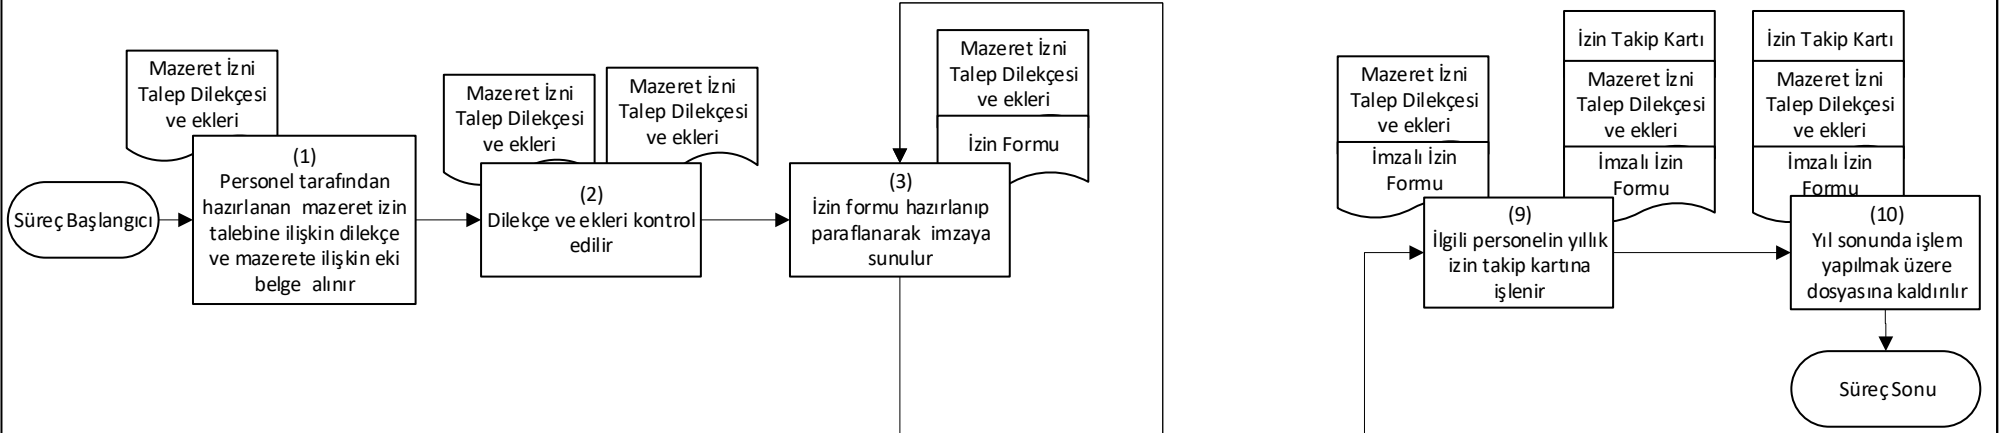 Süreç Başlangıcı
Mazeret İzni
Talep Dilekçesi
ve ekleri
(1)
Personel tarafından
hazırlanan mazeret izin
talebine ilişkin dilekçe
ve mazerete ilişkin eki
belge alınır
Mazeret İzni
Talep Dilekçesi
ve ekleri
Mazeret İzni
Talep Dilekçesi
ve ekleri
(2)
Dilekçe ve ekleri kontrol
edilir
Mazeret İzni
Talep Dilekçesi
ve ekleri
İzin Formu
(3)
İzin formu hazırlanıp
paraflanarak imzaya
sunulur
Mazeret İzni
Talep Dilekçesi
ve ekleri
İmzalı İzin
Formu
İzin Takip Kartı
Mazeret İzni
Talep Dilekçesi
ve ekleri
İmzalı İzin
Formu
(9)
İlgili personelin yıllık
izin takip kartına
işlenir
İzin Takip Kartı
Mazeret İzni
Talep Dilekçesi
ve ekleri
İmzalı İzin
Formu
(10)
Yıl sonunda işlem
yapılmak üzere
dosyasına kaldırılır
Süreç Sonu